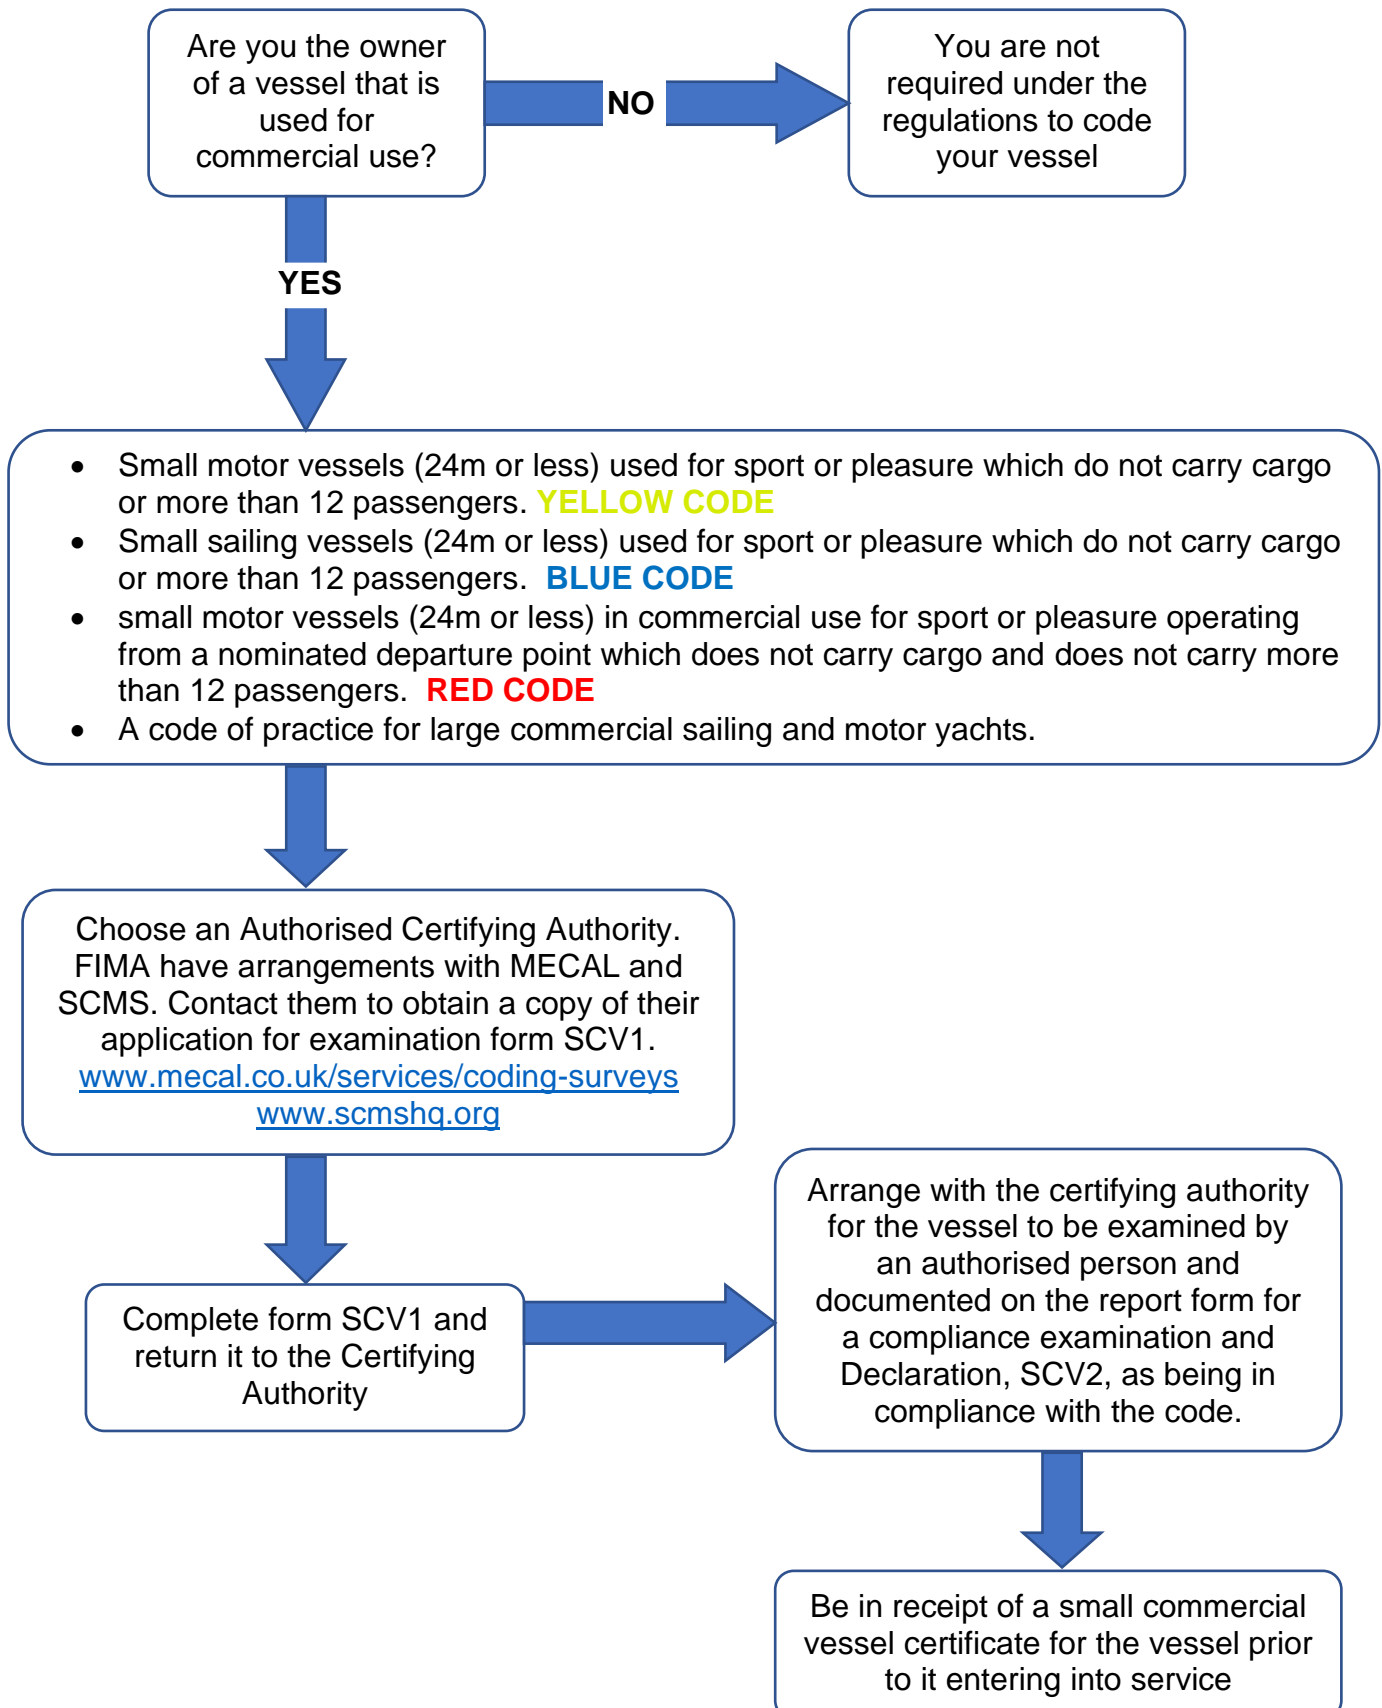 Are you the owner
of a vessel that is
used for
commercial use?
NO
You are not
required under the
regulations to code
your vessel
YES
• Small motor vessels (24m or less) used for sport or pleasure which do not carry cargo
or more than 12 passengers. YELLOW CODE
• Small sailing vessels (24m or less) used for sport or pleasure which do not carry cargo
or more than 12 passengers. BLUE CODE
• small motor vessels (24m or less) in commercial use for sport or pleasure operating
from a nominated departure point which does not carry cargo and does not carry more
than 12 passengers. RED CODE
• A code of practice for large commercial sailing and motor yachts.
Choose an Authorised Certifying Authority.
FIMA have arrangements with MECAL and
SCMS. Contact them to obtain a copy of their
application for examination form SCV1.
www.mecal.co.uk/services/coding-surveys
www.scmshq.org
Complete form SCV1 and
return it to the Certifying
Authority
Arrange with the certifying authority
for the vessel to be examined by
an authorised person and
documented on the report form for
a compliance examination and
Declaration, SCV2, as being in
compliance with the code.
Be in receipt of a small commercial
vessel certificate for the vessel prior
to it entering into service